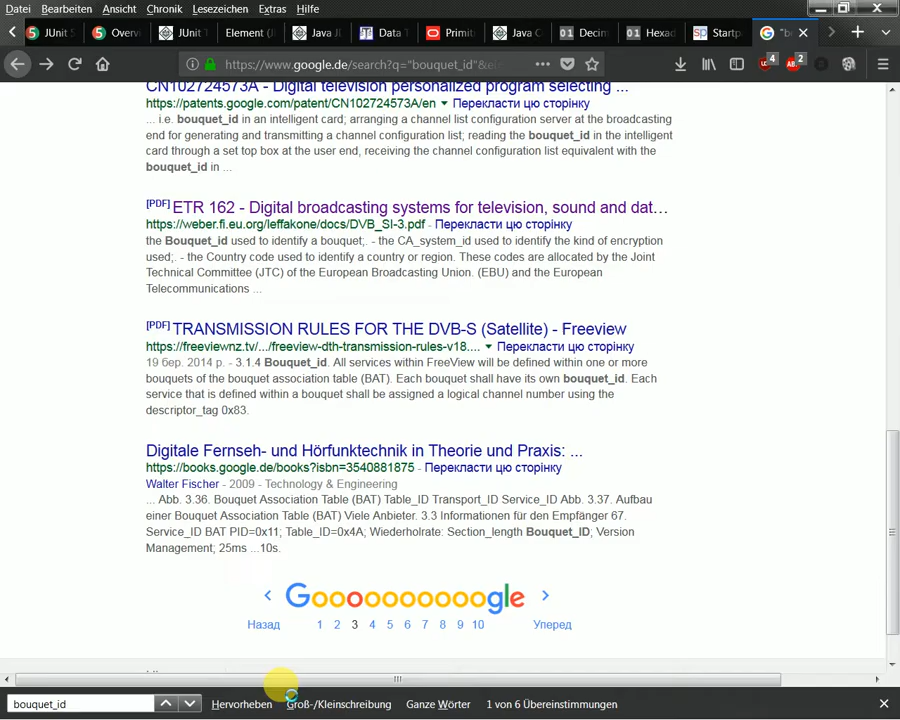 Datei Bearbeiten Ansicht Chronik Lesezeichen Extras Hilfe
JUnit 5 Overvi JUnit T Element (J Java JU Data T Primit Java C 01 Decin 01 Hexad sp Startp "bo
https://www.google.de/search?q="bouquet_id"&ei 4 2
CN102724573A - Digital television personalized program selecting ...
https://patents.google.com/patent/CN102724573A/en Перекласти цю сторінку
... i.e. bouquet_id in an intelligent card; arranging a channel list configuration server at the broadcasting
end for generating and transmitting a channel configuration list; reading the bouquet_id in the intelligent
card through a set top box at the user end, receiving the channel configuration list equivalent with the
bouquet_id in ...
[PDF] ETR 162 - Digital broadcasting systems for television, sound and dat...
https://weber.fi.eu.org/leffakone/docs/DVB_SI-3.pdf - Перекласти цю сторінку
the Bouquet_id used to identify a bouquet;. - the CA_system_id used to identify the kind of encryption
used;. - the Country code used to identify a country or region. These codes are allocated by the Joint
Technical Committee (JTC) of the European Broadcasting Union. (EBU) and the European
Telecommunications ...
[PDF] TRANSMISSION RULES FOR THE DVB-S (Satellite) - Freeview
https://freeviewnz.tv/.../freeview-dth-transmission-rules-v18.... Перекласти цю сторінку
19 бер. 2014 р. - 3.1.4 Bouquet_id. All services within FreeView will be defined within one or more
bouquets of the bouquet association table (BAT). Each bouquet shall have its own bouquet_id. Each
service that is defined within a bouquet shall be assigned a logical channel number using the
descriptor_tag 0x83.
Digitale Fernseh- und Hörfunktechnik in Theorie und Praxis: ...
https://books.google.de/books?isbn=3540881875 - Перекласти цю сторінку
Walter Fischer - 2009 - Technology & Engineering
... Abb. 3.36. Bouquet Association Table (BAT) Table_ID Transport_ID Service_ID Abb. 3.37. Aufbau
einer Bouquet Association Table (BAT) Viele Anbieter. 3.3 Informationen für den Empfänger 67.
Service_ID BAT PID=0x11; Table_ID=0x4A; Wiederholrate: Section_length Bouquet_ID; Version
Management; 25ms ...10s.
< Goooooooooogle >
Назад 1 2 3 4 5 6 7 8 9 10 Уперед
bouquet_id Hervorheben Groß-/Kleinschreibung Ganze Wörter 1 von 6 Übereinstimmungen